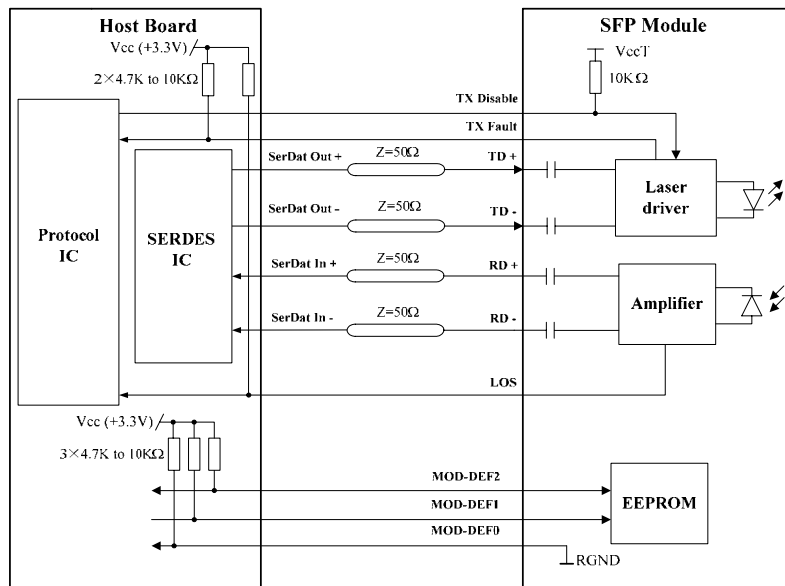 Host Board
SFP Module
Vcc (+3.3V)
VccT
2×4.7K to 10KΩ
10KΩ
TX Disable
TX Fault
SerDat Out +
Z=50Ω
TD +
SerDat Out -
Z=50Ω
TD -
Laser
driver
Protocol
IC
SERDES
IC
SerDat In +
Z=50Ω
RD +
SerDat In -
Z=50Ω
RD -
Amplifier
LOS
Vcc (+3.3V)
3×4.7K to 10KΩ
MOD-DEF2
MOD-DEF1
MOD-DEF0
EEPROM
RGND